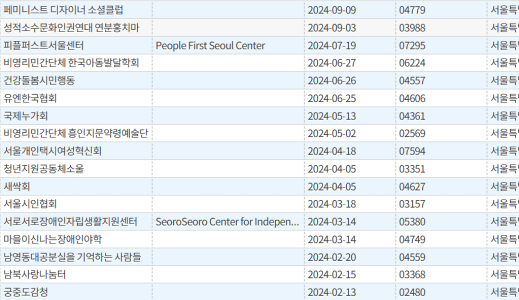 페미니스트 디자이너 소셜클럽 2024-09-09 04779 서울특
성적소수문화인권연대 연분홍치마 2024-09-03 03988 서울특
피플퍼스트서울센터 People First Seoul Center 2024-07-19 07295 서울특
비영리민간단체 한국아동발달학회 2024-06-27 06224 서울특
건강돌봄시민행동 2024-06-26 04557 서울특
유엔한국협회 2024-06-25 04606 서울특
국제누가회 2024-05-13 04361 서울특
비영리민간단체 흥인지문약령예술단 2024-05-02 02569 서울특
서울개인택시여성혁신회 2024-04-18 07594 서울특
청년지원공동체소울 2024-04-05 03351 서울특
새싹회 2024-04-05 04627 서울특
서울시인협회 2024-03-18 03157 서울특
서로서로장애인자립생활지원센터 SeoroSeoro Center for Indepen... 2024-03-14 05380 서울특
마을이신나는장애인야학 2024-03-14 04749 서울특
남영동대공분실을 기억하는 사람들 2024-02-20 04559 서울특
남북사랑나눔터 2024-02-15 03368 서울특
궁중도감청 2024-02-13 02480 서울특